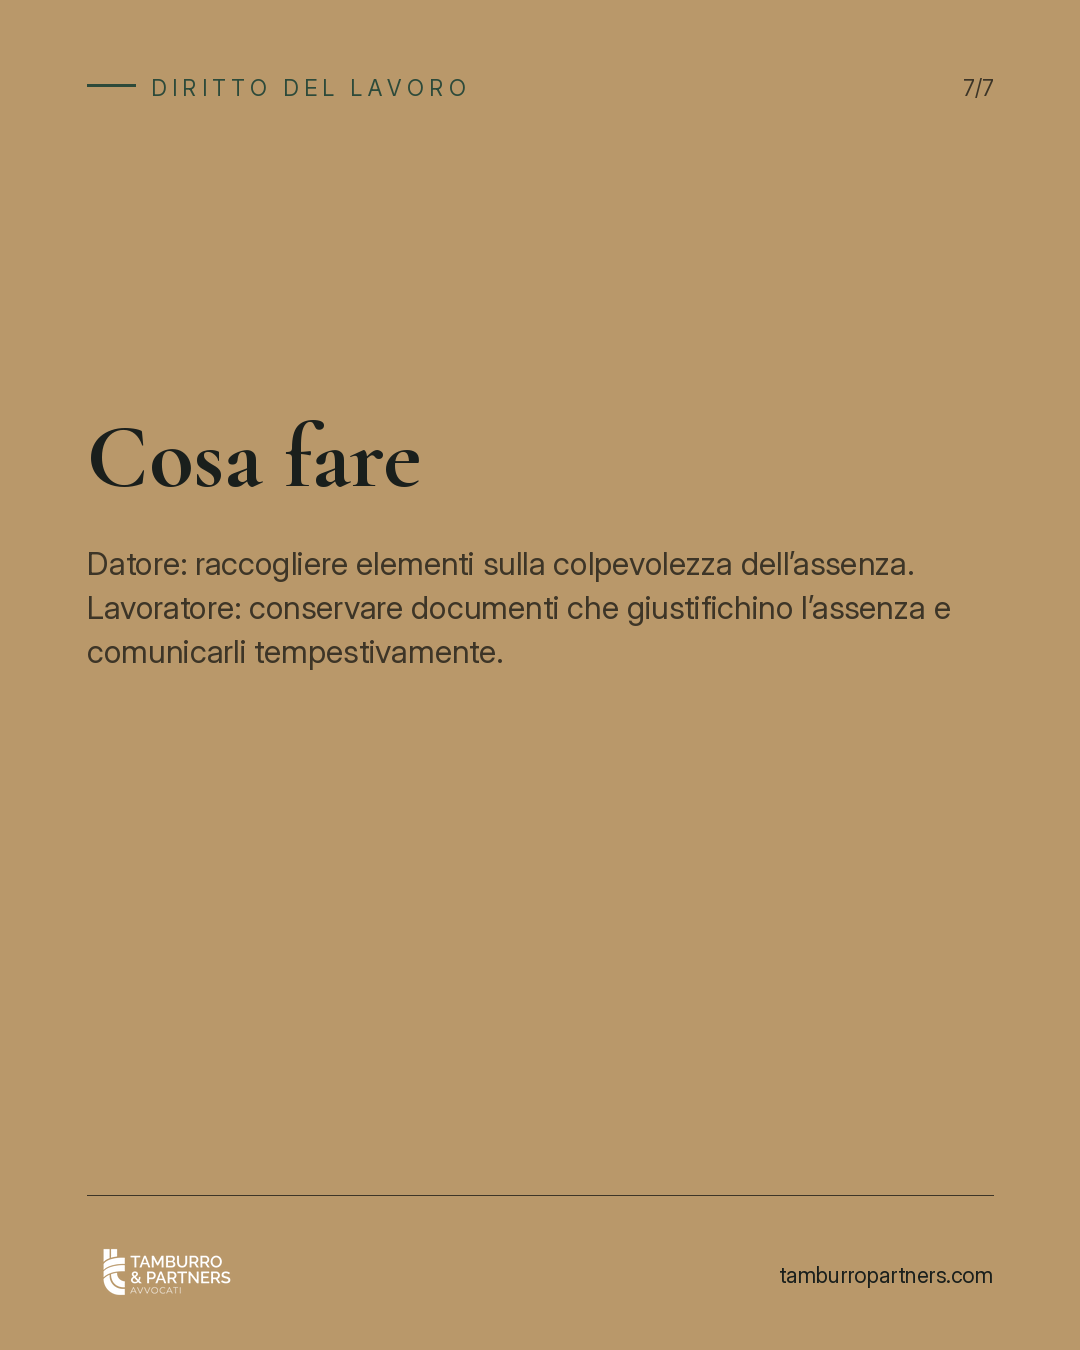 DIRITTO DEL LAVORO
7/7
Cosa fare
Datore: raccogliere elementi sulla colpevolezza dell’assenza.
Lavoratore: conservare documenti che giustifichino l’assenza e
comunicarli tempestivamente.
TAMBURRO
& PARTNERS
AVVOCATI
tamburropartners.com